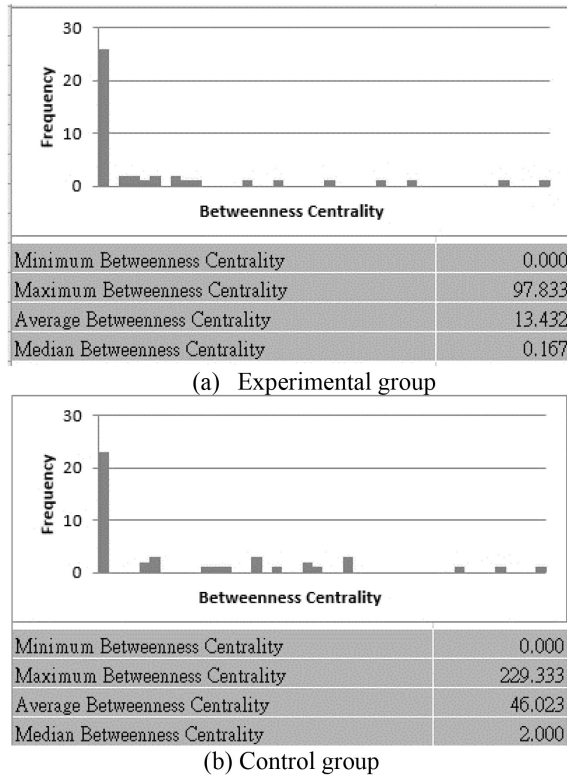 30
20
10
0
Frequency
Betweenness Centrality
Minimum Betweenness Centrality 0.000
Maximum Betweenness Centrality 97.833
Average Betweenness Centrality 13.432
Median Betweenness Centrality 0.167
(a) Experimental group
30
20
10
0
Frequency
Betweenness Centrality
Minimum Betweenness Centrality 0.000
Maximum Betweenness Centrality 229.333
Average Betweenness Centrality 46.023
Median Betweenness Centrality 2.000
(b) Control group